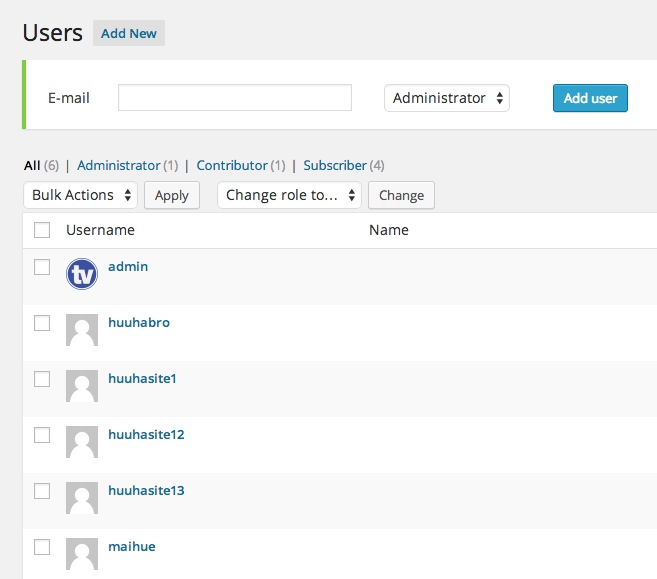 Users Add New
E-mail Administrator Add user
All (6) | Administrator (1) | Contributor (1) | Subscriber (4)
Bulk Actions Apply Change role to... Change
Username Name
tv admin
huuhabro
huuhasite1
huuhasite12
huuhasite13
maihue